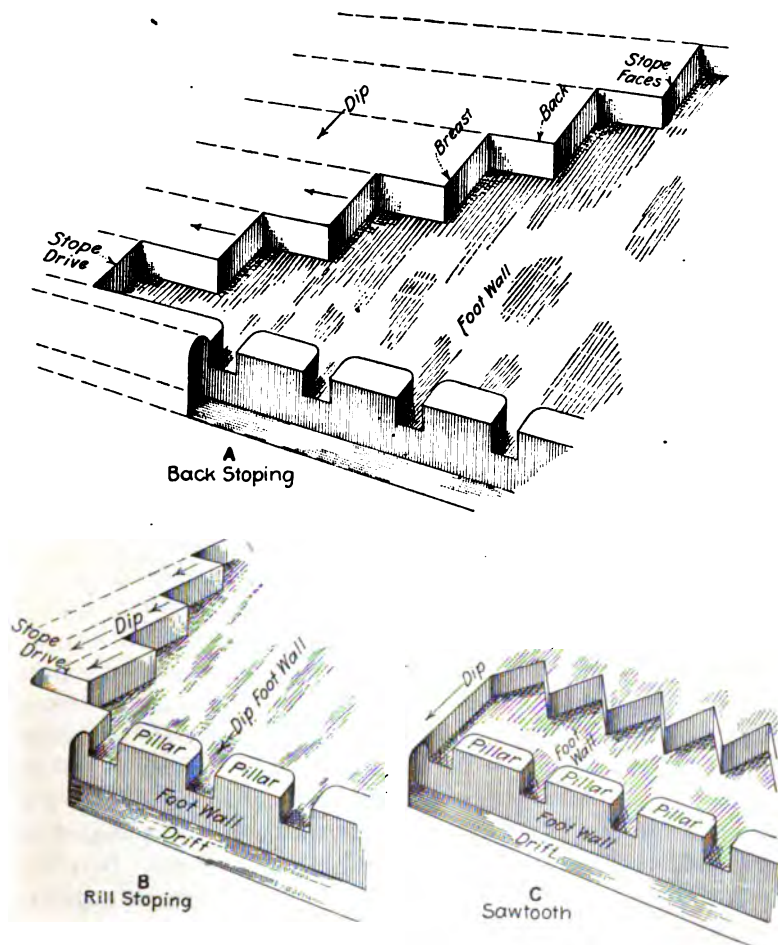 Stope
Faces
Back
Dip
Breast
Stope
Drive
Foot Wall
A
Back Stoping
Dip
Stope
Drive
Dip Foot Wall
Pillar
Pillar
Foot Wall
Drift
B
Rill Stoping
Dip
Foot
Wall
Pillar
Pillar
Pillar
Foot Wall
Drift
C
Sawtooth